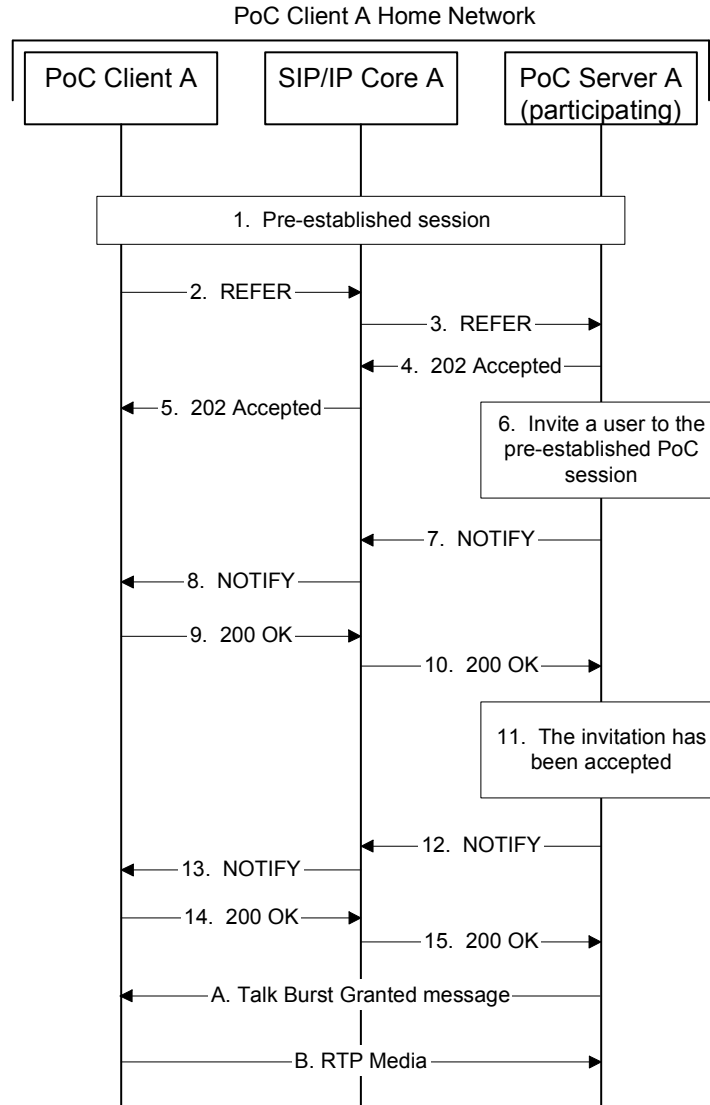 PoC Client A Home Network
PoC Client A
SIP/IP Core A
PoC Server A
(participating)
1. Pre-established session
2. REFER
3. REFER
4. 202 Accepted
5. 202 Accepted
6. Invite a user to the
pre-established PoC
session
7. NOTIFY
8. NOTIFY
9. 200 OK
10. 200 OK
11. The invitation has
been accepted
12. NOTIFY
13. NOTIFY
14. 200 OK
15. 200 OK
A. Talk Burst Granted message
B. RTP Media